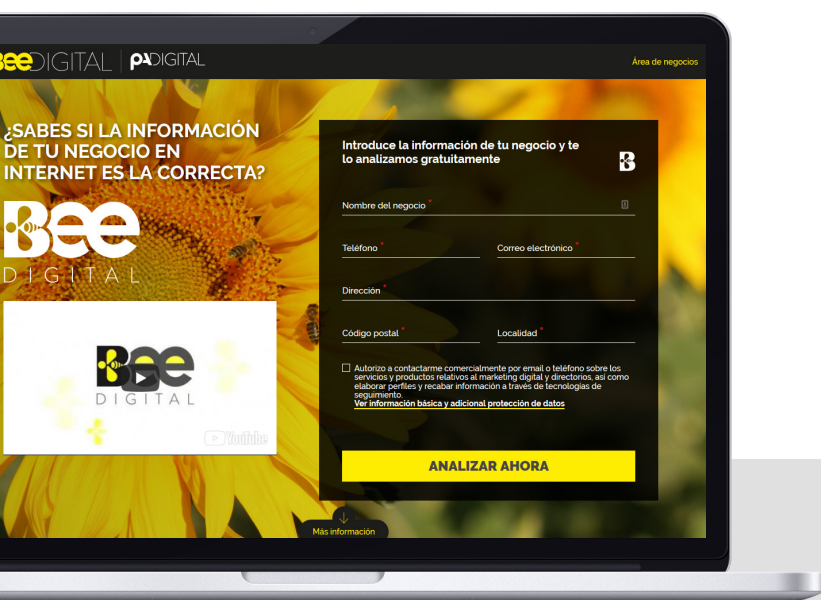 BeeDIGITAL | PADIGITAL
Área de negocios
¿SABES SI LA INFORMACIÓN
DE TU NEGOCIO EN
INTERNET ES LA CORRECTA?
Bee
DIGITAL
Bee
DIGITAL
YouTube
Introduce la información de tu negocio y te
lo analizamos gratuitamente
B
Nombre del negocio *
Teléfono *
Correo electrónico *
Dirección *
Código postal *
Localidad *
Autorizo a contactarme comercialmente por email o teléfono sobre los
servicios y productos relativos al marketing digital y directorios, así como
elaborar perfiles y recabar información a través de tecnologías de
seguimiento.
Ver información básica y adicional protección de datos
ANALIZAR AHORA
Más información